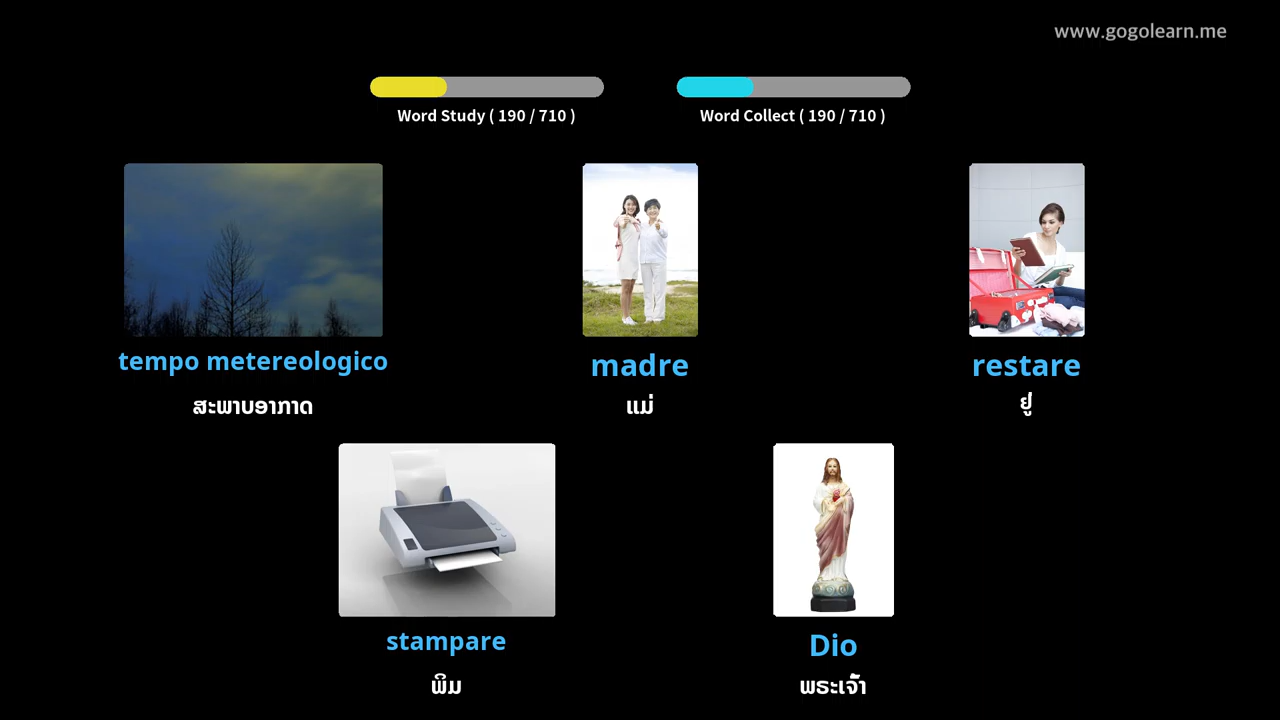 www.gogolearn.me
Word Study ( 190 / 710 )
Word Collect ( 190 / 710 )
tempo metereologico
ສະພາບອາກາດ
madre
ແມ່
restare
ຢູ່
stampare
ພິມ
Dio
ພຣະເຈົ້າ